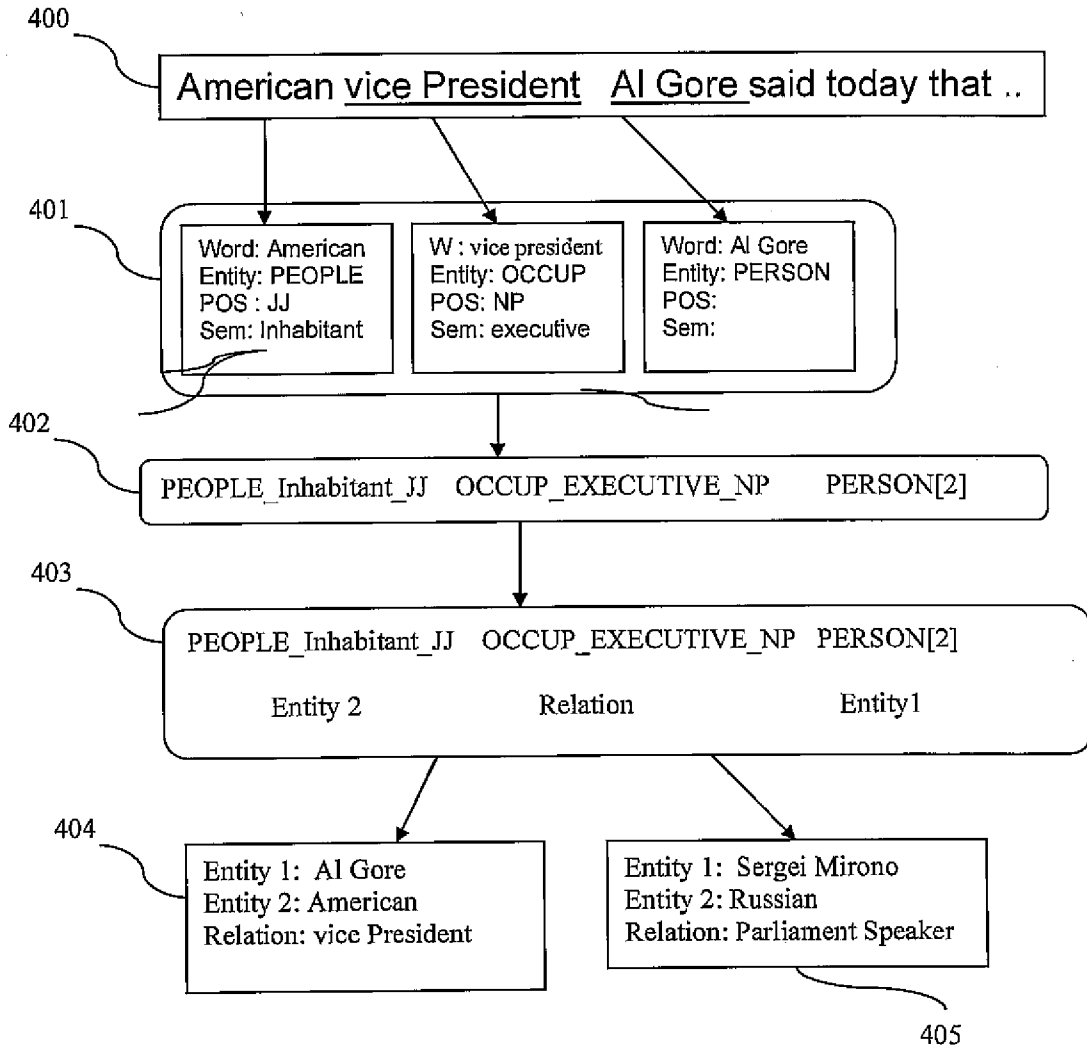 400
American vice President Al Gore said today that ..
401
Word: American
Entity: PEOPLE
POS : JJ
Sem: Inhabitant
W : vice president
Entity: OCCUP
POS: NP
Sem: executive
Word: Al Gore
Entity: PERSON
POS:
Sem:
402
PEOPLE_Inhabitant_JJ OCCUP_EXECUTIVE_NP PERSON[2]
403
PEOPLE_Inhabitant_JJ OCCUP_EXECUTIVE_NP PERSON[2]
Entity 2 Relation Entity1
404
Entity 1: Al Gore
Entity 2: American
Relation: vice President
Entity 1: Sergei Mirono
Entity 2: Russian
Relation: Parliament Speaker
405